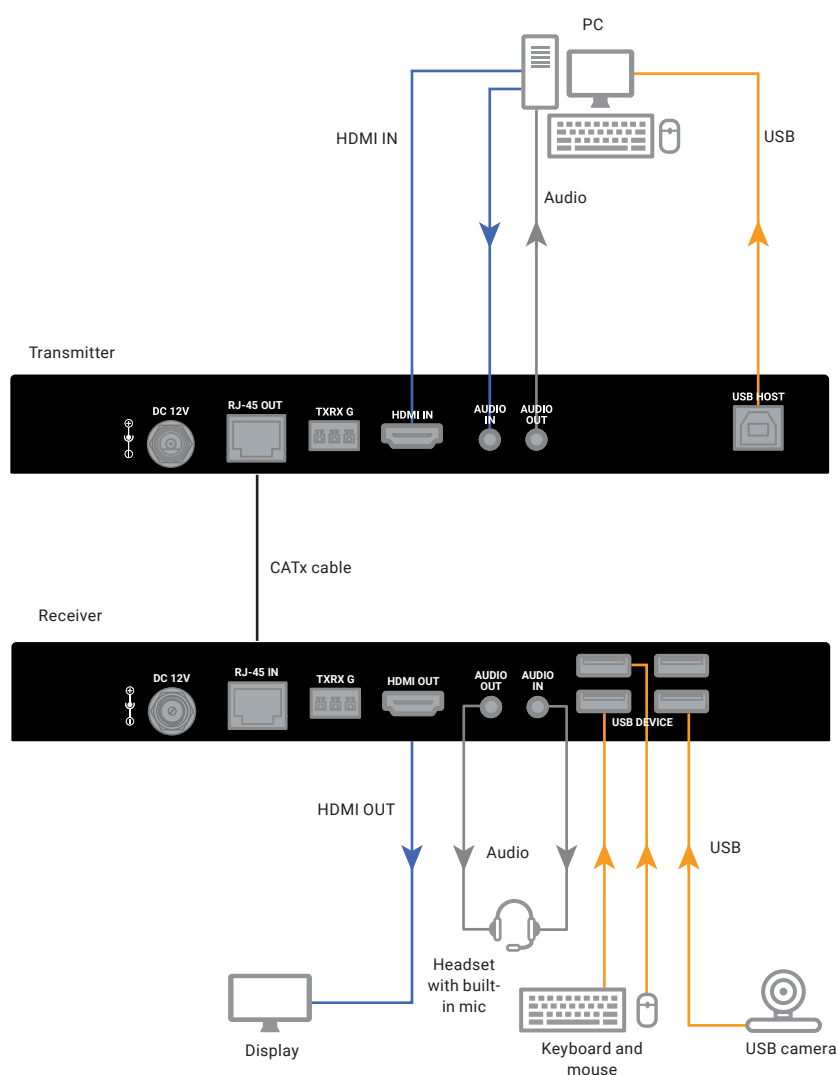 PC
HDMI IN
USB
Audio
Transmitter
DC 12V
RJ-45 OUT
TXRX G
HDMI IN
AUDIO
IN
AUDIO
OUT
USB HOST
CATx cable
Receiver
DC 12V
RJ-45 IN
TXRX G
HDMI OUT
AUDIO
OUT
AUDIO
IN
USB DEVICE
HDMI OUT
Audio
USB
Headset
with built-
in mic
Display
Keyboard and
mouse
USB camera